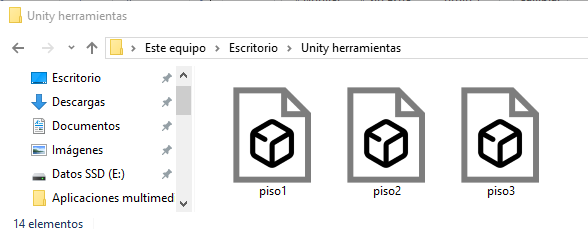 Unity herramientas
Este equipo > Escritorio > Unity herramientas
Escritorio
Descargas
Documentos
Imágenes
Datos SSD (E:)
Aplicaciones multimed
piso1
piso2
piso3
14 elementos